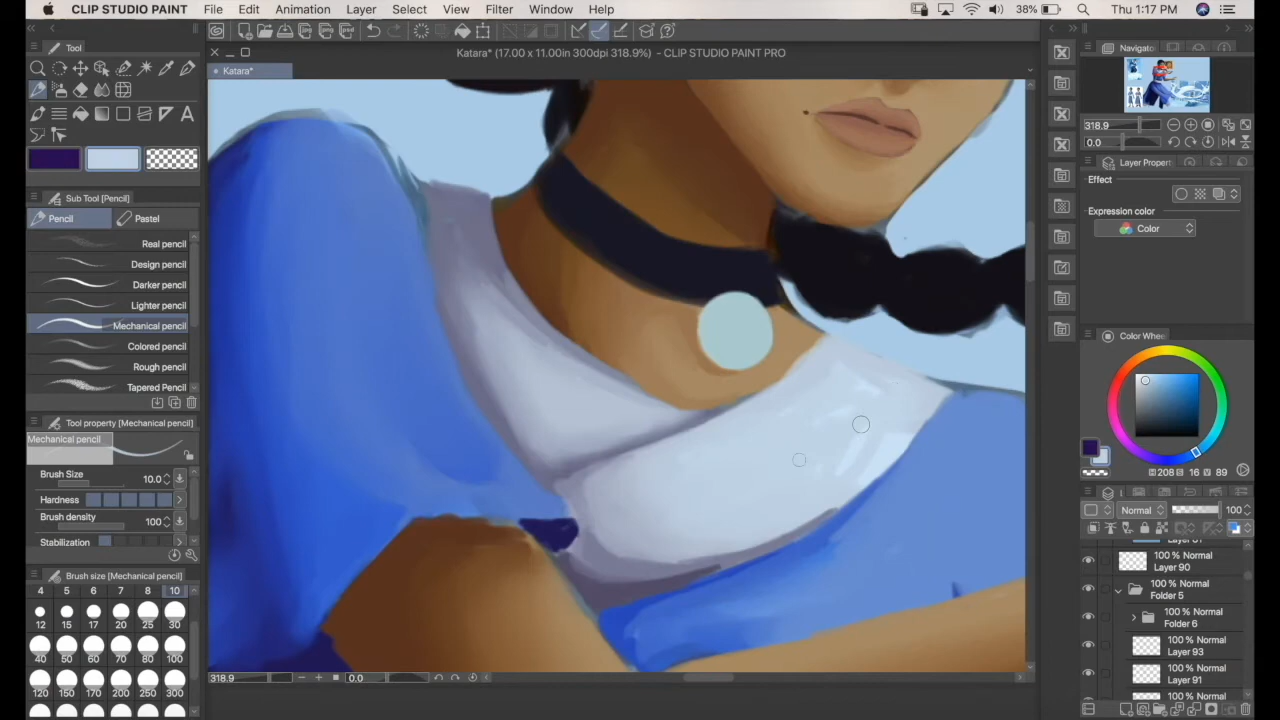 CLIP STUDIO PAINT File Edit Animation Layer Select View Filter Window Help 38% Thu 1:17 PM
Katara* (17.00 x 11.00in 300dpi 318.9%) - CLIP STUDIO PAINT PRO
Katara*
Tool
Sub Tool [Pencil]
Pencil Pastel
Real pencil
Design pencil
Darker pencil
Lighter pencil
Mechanical pencil
Colored pencil
Rough pencil
Tapered Pencil
Tool property [Mechanical pencil]
Mechanical pencil
Brush Size 10.0
Hardness
Brush density 100
Stabilization
Brush size [Mechanical pencil]
4 5 6 7 8 10
12 15 17 20 25 30
40 50 60 70 80 100
120 150 170 200 250 300
318.9 0.0
Navigator
318.9
0.0
Layer Property
Effect
Expression color
Color
Color Wheel
H 208 S 16 V 89
Normal 100
100 % Normal
Layer 90
100 % Normal
Folder 5
100 % Normal
Folder 6
100 % Normal
Layer 93
100 % Normal
Layer 91
100 % Normal